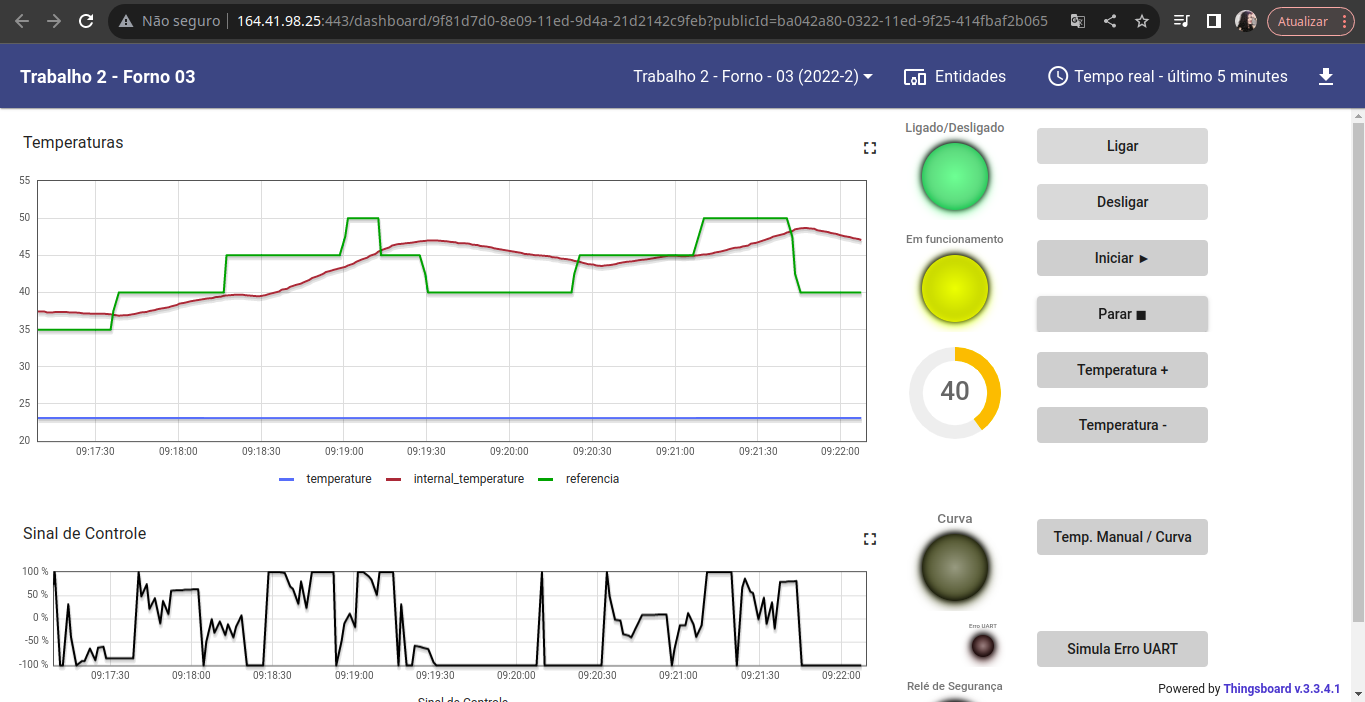 Não seguro
164.41.98.25:443/dashboard/9f81d7d0-8e09-11ed-9d4a-21d2142c9feb?publicId=ba042a80-0322-11ed-9f25-414fbaf2b065
Atualizar
Trabalho 2 - Forno 03
Trabalho 2 - Forno - 03 (2022-2)
Entidades
Tempo real - último 5 minutes
Temperaturas
55
50
45
40
35
30
25
20
09:17:30 09:18:00 09:18:30 09:19:00 09:19:30 09:20:00 09:20:30 09:21:00 09:21:30 09:22:00
temperature internal_temperature referencia
Ligado/Desligado
Ligar
Desligar
Em funcionamento
Iniciar ►
Parar ■
40
Temperatura +
Temperatura -
Sinal de Controle
100 %
50 %
0 %
-50 %
-100 %
09:17:30 09:18:00 09:18:30 09:19:00 09:19:30 09:20:00 09:20:30 09:21:00 09:21:30 09:22:00
Sinal de Controle
Curva
Temp. Manual / Curva
Erro UART
Simula Erro UART
Relé de Segurança
Powered by Thingsboard v.3.3.4.1